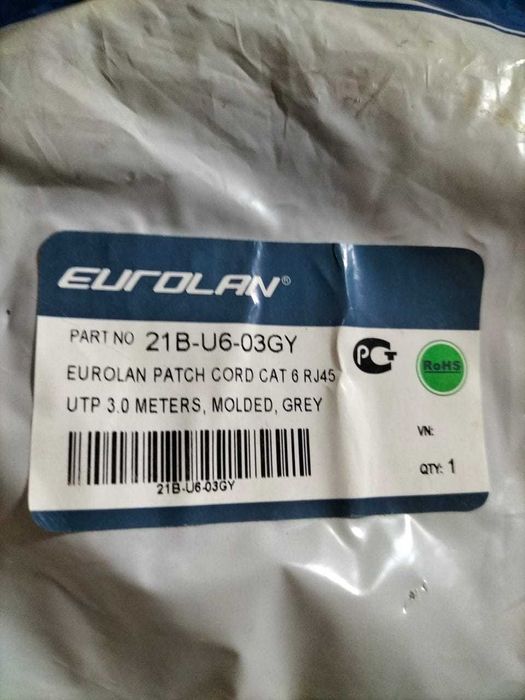 EUROLAN®
PART NO 21B-U6-03GY
EUROLAN PATCH CORD CAT 6 RJ45
UTP 3.0 METERS, MOLDED, GREY
РСТ
RoHS
VN:
QTY: 1
21B-U6-03GY